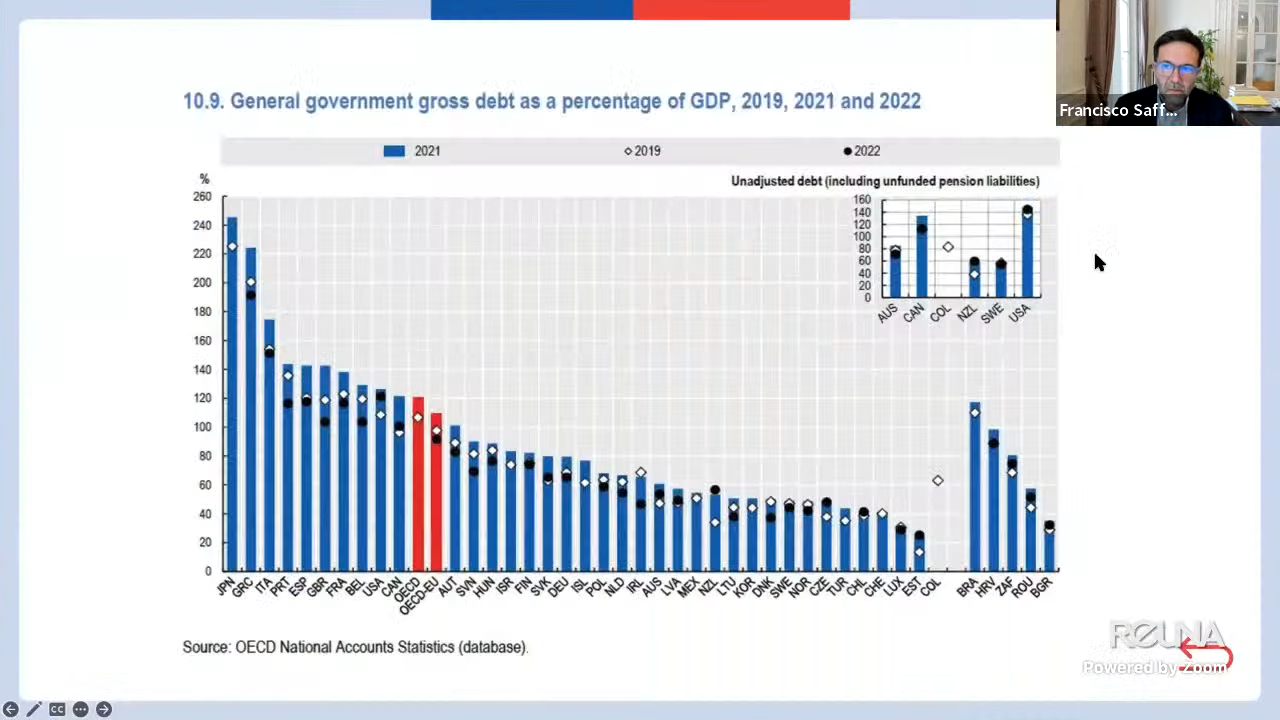 10.9. General government gross debt as a percentage of GDP, 2019, 2021 and 2022
Francisco Saff...
2021 2019 2022
Unadjusted debt (including unfunded pension liabilities)
%
260
240
220
200
180
160
140
120
100
80
60
40
20
0
160
140
120
100
80
60
40
20
0
AUS CAN COL NZL SWE USA
JPN GRC ITA PRT ESP GBR FRA BEL USA CAN OECD OECD-EU AUT SVN HUN ISR FIN SVK DEU ISL POL NLD IRL AUS LVA MEX NZL LTU KOR DNK SWE NOR CZE TUR CHL CHE LUX EST COL BRA HRV ZAF ROU BGR
Source: OECD National Accounts Statistics (database).
REUNA
Powered by Zoom
CC